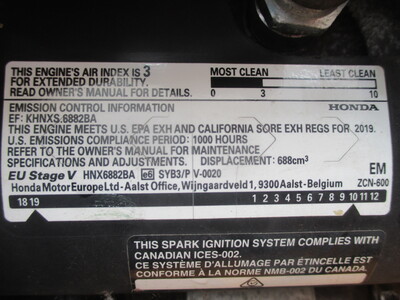 THIS ENGINE'S AIR INDEX IS 3
FOR EXTENDED DURABILITY.
READ OWNER'S MANUAL FOR DETAILS.
MOST CLEAN LEAST CLEAN
0 3 10
EMISSION CONTROL INFORMATION HONDA
EF: KHNXS.6882BA
THIS ENGINE MEETS U.S. EPA EXH AND CALIFORNIA SORE EXH REGS FOR 2019.
U.S. EMISSIONS COMPLIANCE PERIOD: 1000 HOURS
REFER TO OWNER'S MANUAL FOR MAINTENANCE
SPECIFICATIONS AND ADJUSTMENTS. DISPLACEMENT: 688cm³
EU Stage V HNX6882BA e6 SYB3/P V-0020 EM
Honda Motor Europe Ltd - Aalst Office, Wijngaardveld 1, 9300 Aalst - Belgium ZCN-600
18 19 1 2 3 4 5 6 7 8 9 10 11 12
THIS SPARK IGNITION SYSTEM COMPLIES WITH
CANADIAN ICES-002.
CE SYSTÈME D'ALLUMAGE PAR ÉTINCELLE EST
CONFORME À LA NORME NMB-002 DU CANADA.